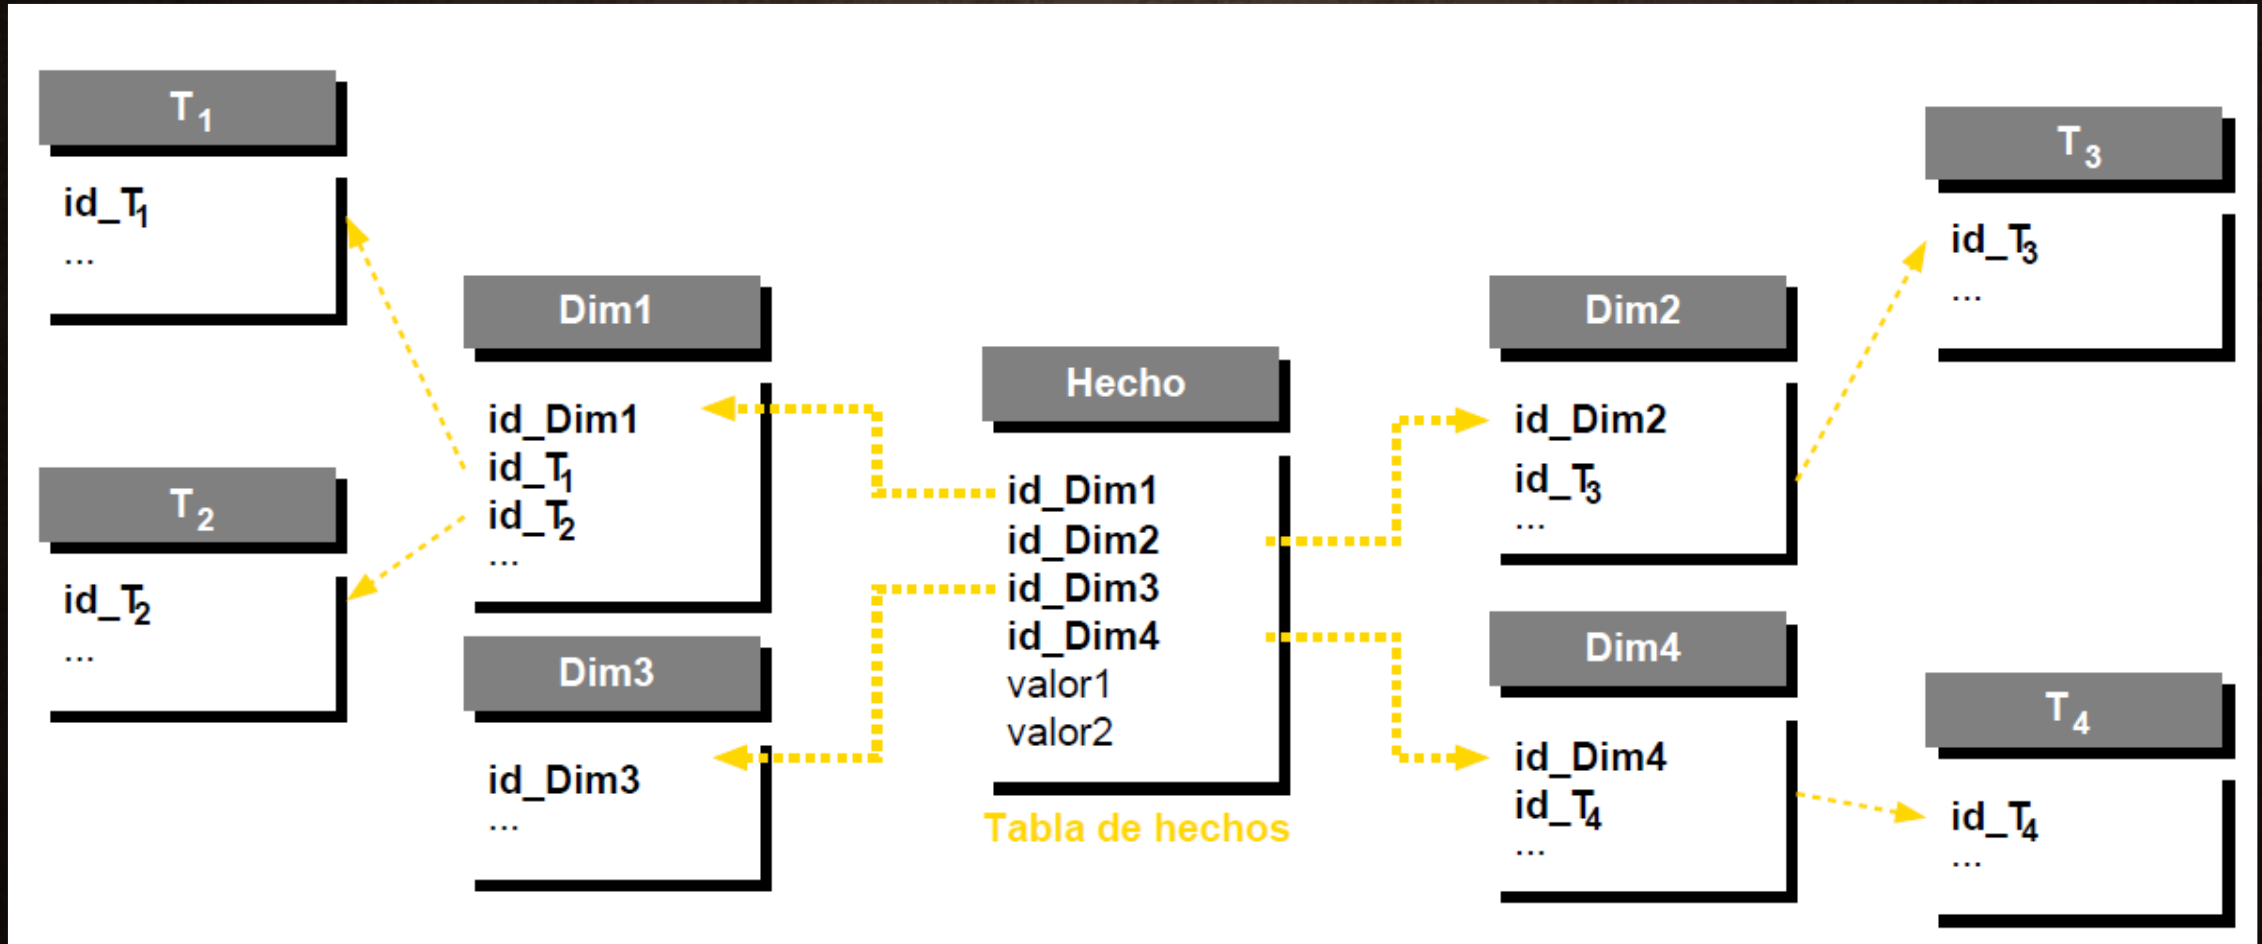 T1
id_T1
...
T2
id_T2
...
Dim1
id_Dim1
id_T1
id_T2
...
Dim3
id_Dim3
...
Hecho
id_Dim1
id_Dim2
id_Dim3
id_Dim4
valor1
valor2
Tabla de hechos
Dim2
id_Dim2
id_T3
...
Dim4
id_Dim4
id_T4
...
T3
id_T3
...
T4
id_T4
...